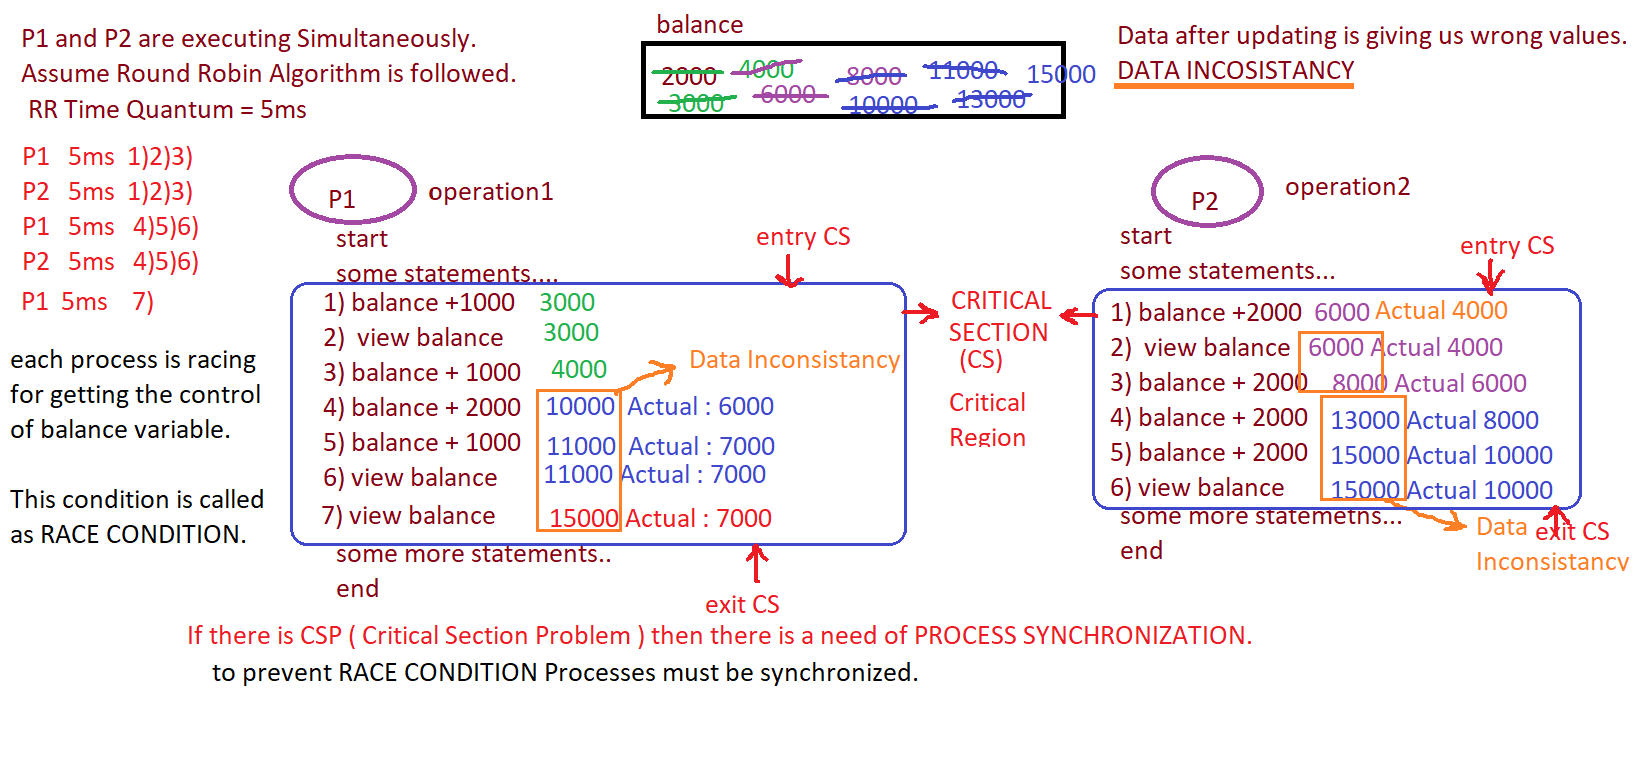 P1 and P2 are executing Simultaneously.
Assume Round Robin Algorithm is followed.
RR Time Quantum = 5ms
balance
2000 4000 8000 11000 15000
3000 6000 10000 13000
Data after updating is giving us wrong values.
DATA INCOSISTANCY
P1 5ms 1)2)3)
P2 5ms 1)2)3)
P1 5ms 4)5)6)
P2 5ms 4)5)6)
P1 5ms 7)
each process is racing
for getting the control
of balance variable.
This condition is called
as RACE CONDITION.
P1 operation1
start
some statements....
entry CS
1) balance +1000 3000
2) view balance 3000
3) balance + 1000 4000
Data Inconsistancy
4) balance + 2000 10000 Actual : 6000
5) balance + 1000 11000 Actual : 7000
6) view balance 11000 Actual : 7000
7) view balance 15000 Actual : 7000
some more statements..
end
exit CS
CRITICAL
SECTION
(CS)
Critical
Region
P2 operation2
start
some statements...
entry CS
1) balance +2000 6000 Actual 4000
2) view balance 6000 Actual 4000
3) balance + 2000 8000 Actual 6000
4) balance + 2000 13000 Actual 8000
5) balance + 2000 15000 Actual 10000
6) view balance 15000 Actual 10000
some more statemetns...
end
Data
Inconsistancy
exit CS
If there is CSP ( Critical Section Problem ) then there is a need of PROCESS SYNCHRONIZATION.
to prevent RACE CONDITION Processes must be synchronized.